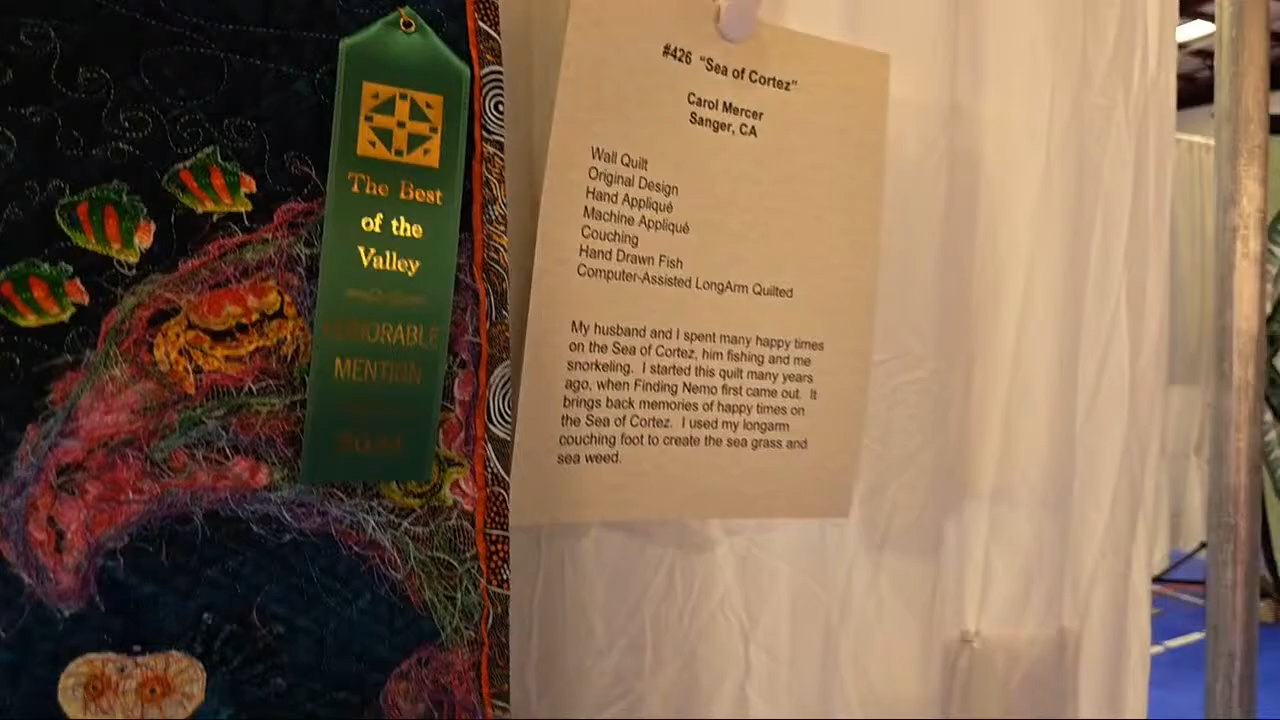 The Best
of the
Valley
HONORABLE
MENTION
#426 "Sea of Cortez"
Carol Mercer
Sanger, CA
Wall Quilt
Original Design
Hand Appliqué
Machine Appliqué
Couching
Hand Drawn Fish
Computer-Assisted LongArm Quilted
My husband and I spent many happy times
on the Sea of Cortez, him fishing and me
snorkeling. I started this quilt many years
ago, when Finding Nemo first came out. It
brings back memories of happy times on
the Sea of Cortez. I used my longarm
couching foot to create the sea grass and
sea weed.